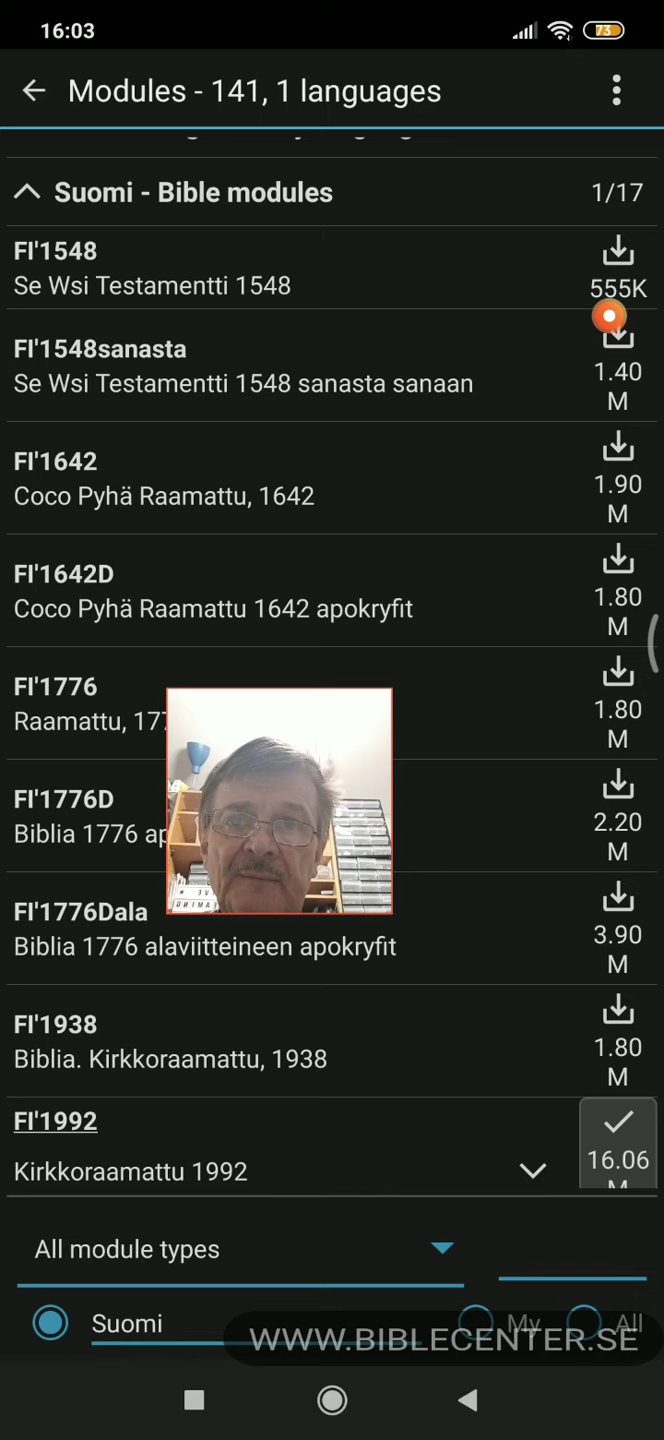 16:03
73
Modules - 141, 1 languages
Suomi - Bible modules 1/17
FI'1548
Se Wsi Testamentti 1548
555K
FI'1548sanasta
Se Wsi Testamentti 1548 sanasta sanaan
1.40
M
FI'1642
Coco Pyhä Raamattu, 1642
1.90
M
FI'1642D
Coco Pyhä Raamattu 1642 apokryfit
1.80
M
FI'1776
Raamattu, 177
1.80
M
FI'1776D
Biblia 1776 ap
2.20
M
FI'1776Dala
Biblia 1776 alaviitteineen apokryfit
3.90
M
FI'1938
Biblia. Kirkkoraamattu, 1938
1.80
M
FI'1992
Kirkkoraamattu 1992
16.06
M
All module types
Suomi My All
WWW.BIBLECENTER.SE